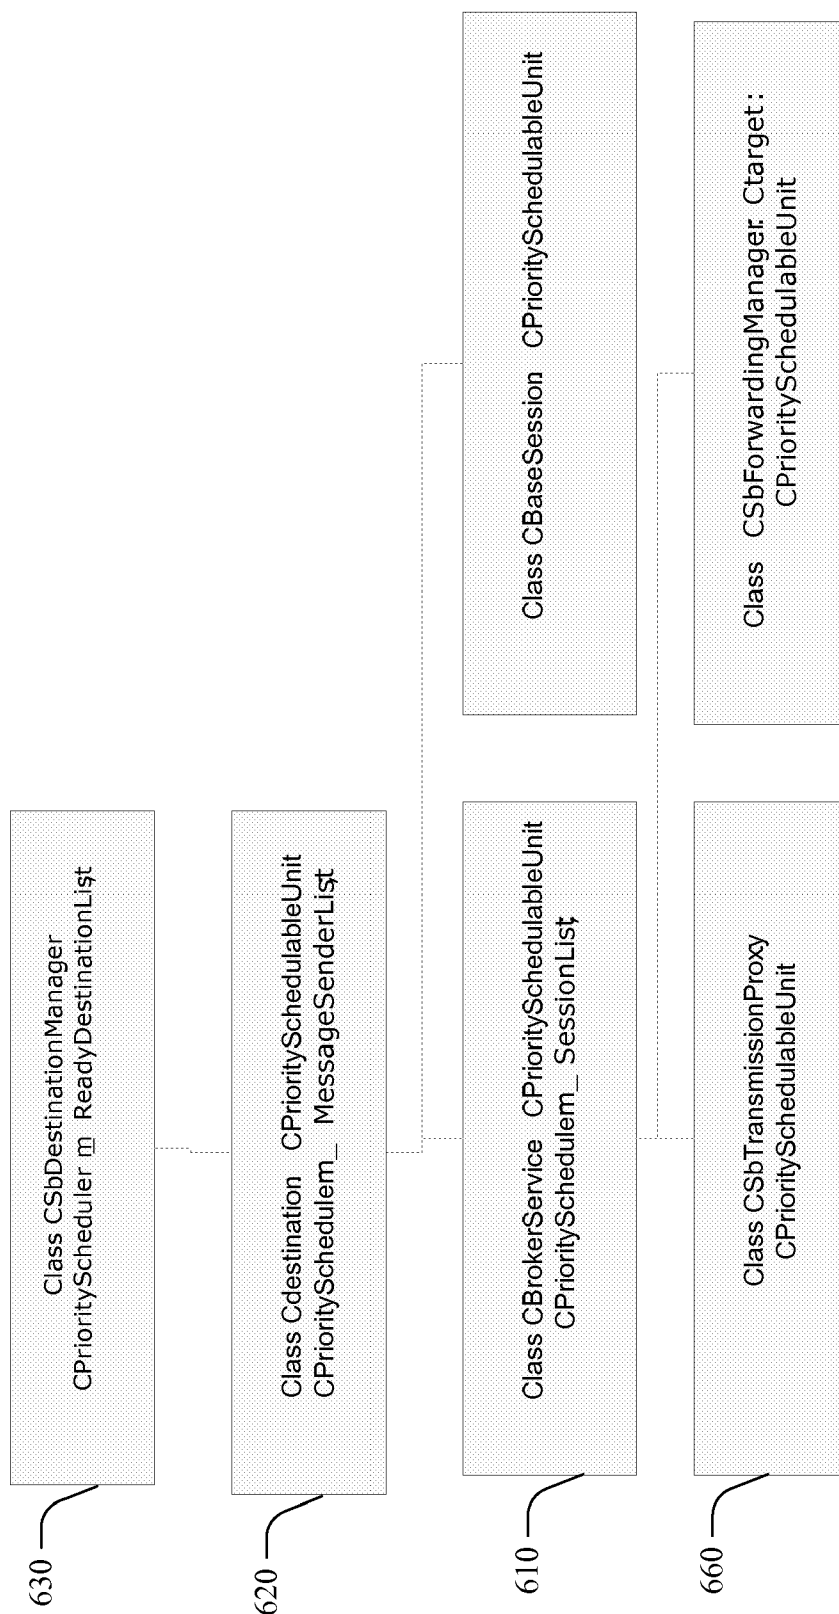 630
Class CSbDestinationManager
CPriorityScheduler m_ReadyDestinationList;
620
Class Cdestination CPrioritySchedulableUnit
CPrioritySchedulem_ MessageSenderList;
610
Class CBrokerService CPrioritySchedulableUnit
CPrioritySchedulem_ SessionList;
Class CBaseSession: CPrioritySchedulableUnit
660
Class CSbTransmissionProxy
CPrioritySchedulableUnit
Class CSbForwardingManager: Ctarget:
CPrioritySchedulableUnit